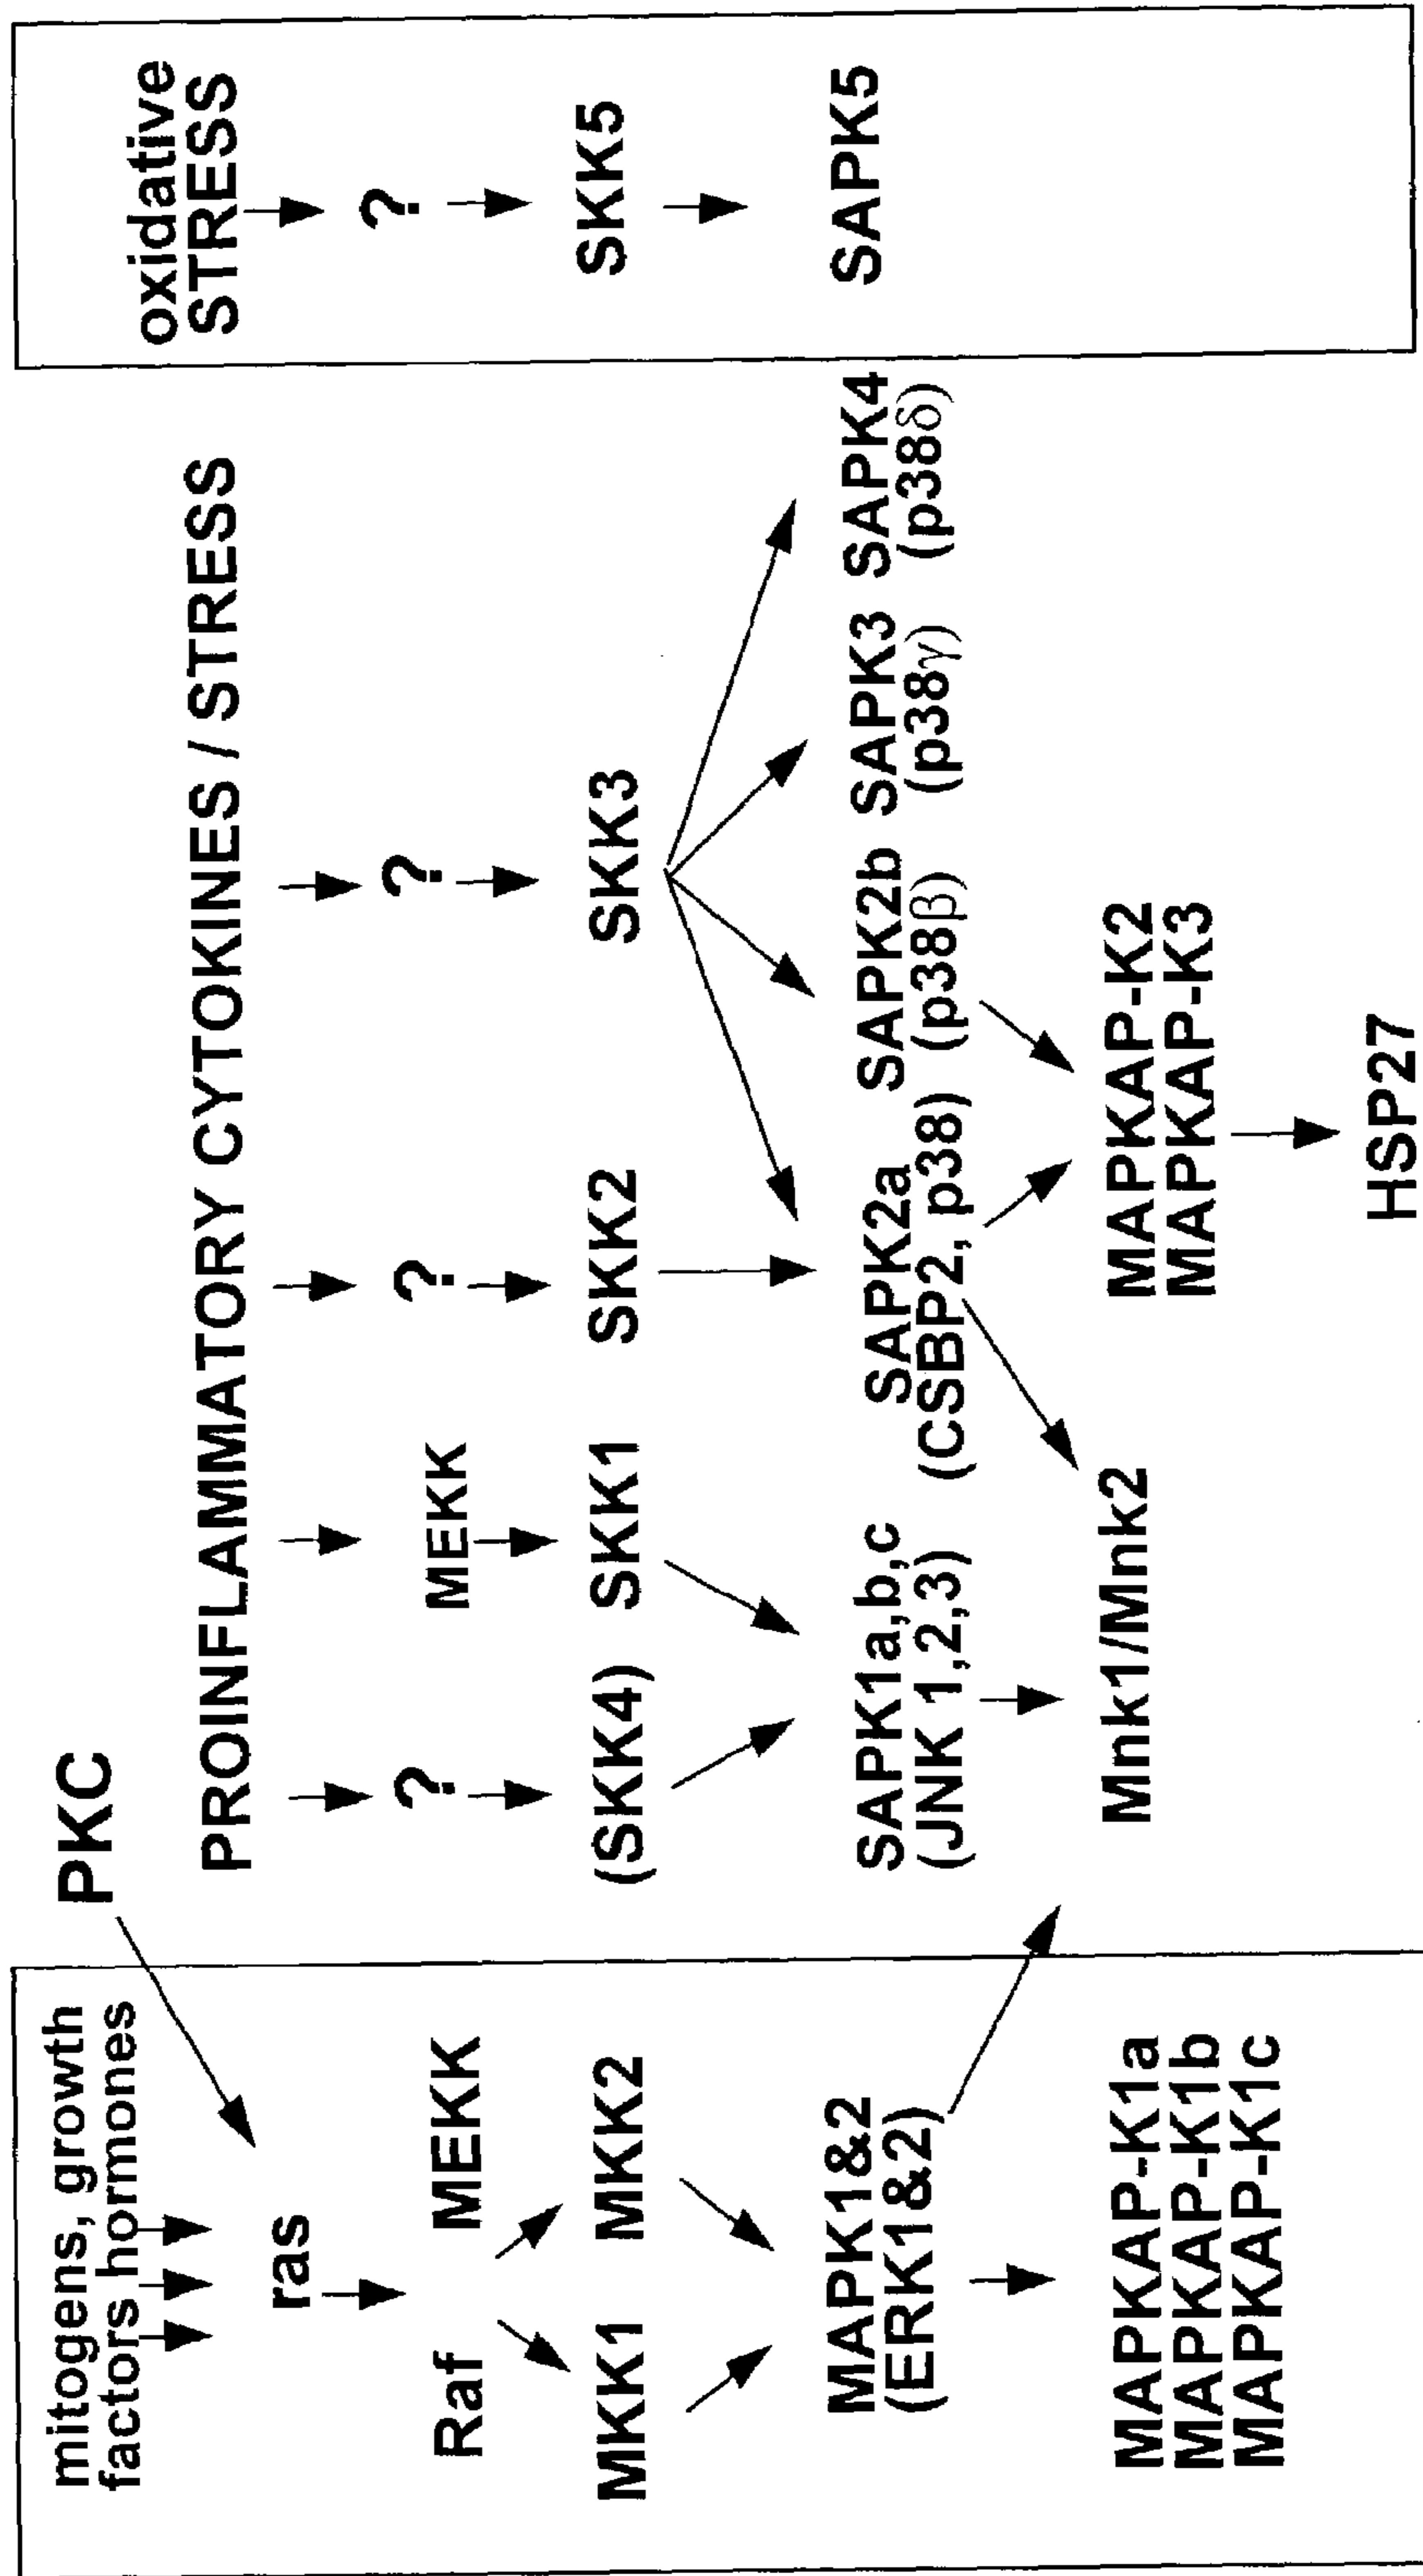 PKC
mitogens, growth
factors hormones
ras
Raf MEKK
MKK1 MKK2
MAPK1&2
(ERK1&2)
MAPKAP-K1a
MAPKAP-K1b
MAPKAP-K1c
PROINFLAMMATORY CYTOKINES / STRESS
? MEKK ? ?
(SKK4) SKK1 SKK2 SKK3
SAPK1a,b,c SAPK2a SAPK2b SAPK3 SAPK4
(JNK 1,2,3) (CSBP2, p38) (p38β) (p38γ) (p38δ)
Mnk1/Mnk2
MAPKAP-K2
MAPKAP-K3
HSP27
oxidative
STRESS
?
SKK5
SAPK5